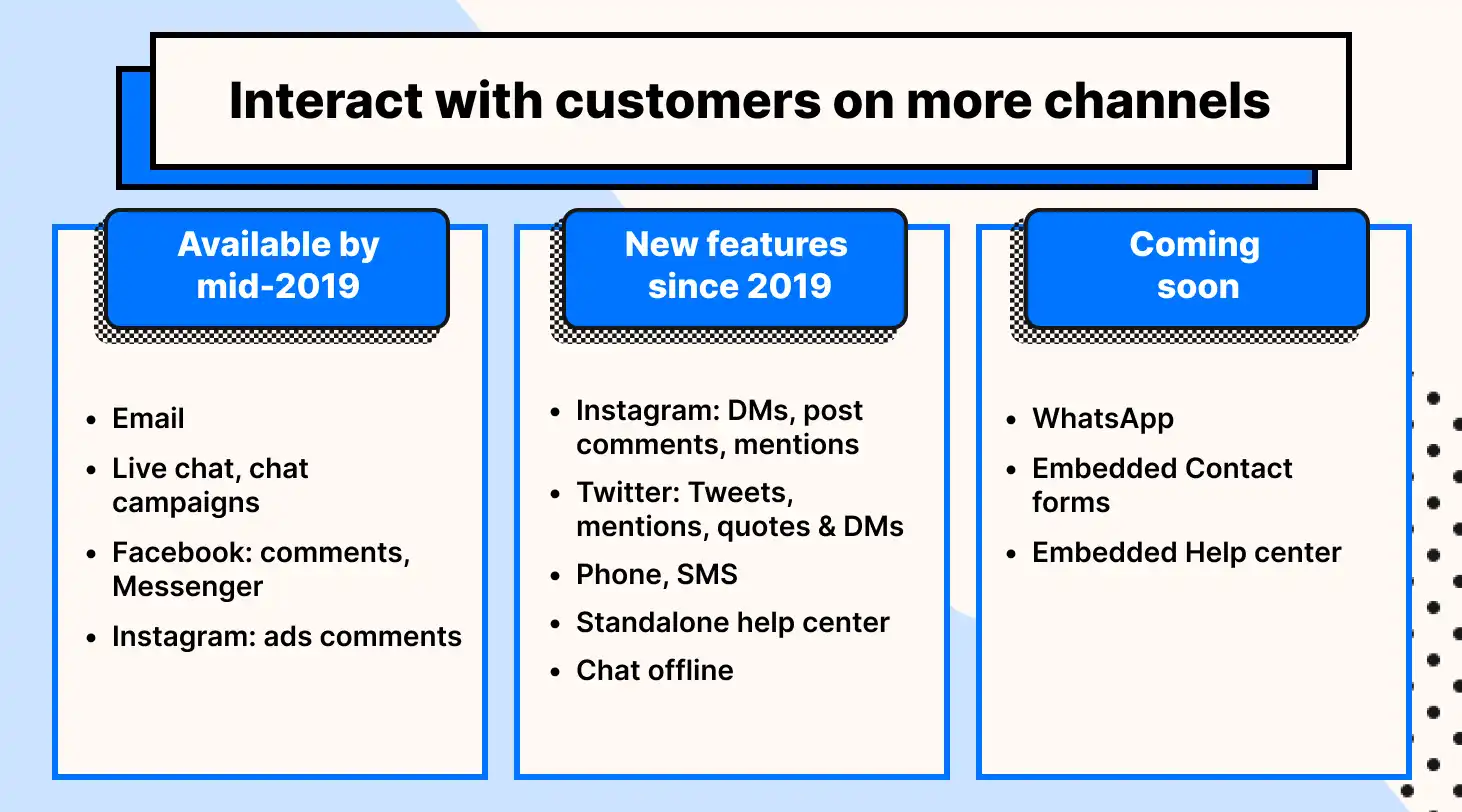 Interact with customers on more channels
Available by
mid-2019
• Email
• Live chat, chat
campaigns
• Facebook: comments,
Messenger
• Instagram: ads comments
New features
since 2019
• Instagram: DMs, post
comments, mentions
• Twitter: Tweets,
mentions, quotes & DMs
• Phone, SMS
• Standalone help center
• Chat offline
Coming
soon
• WhatsApp
• Embedded Contact
forms
• Embedded Help center